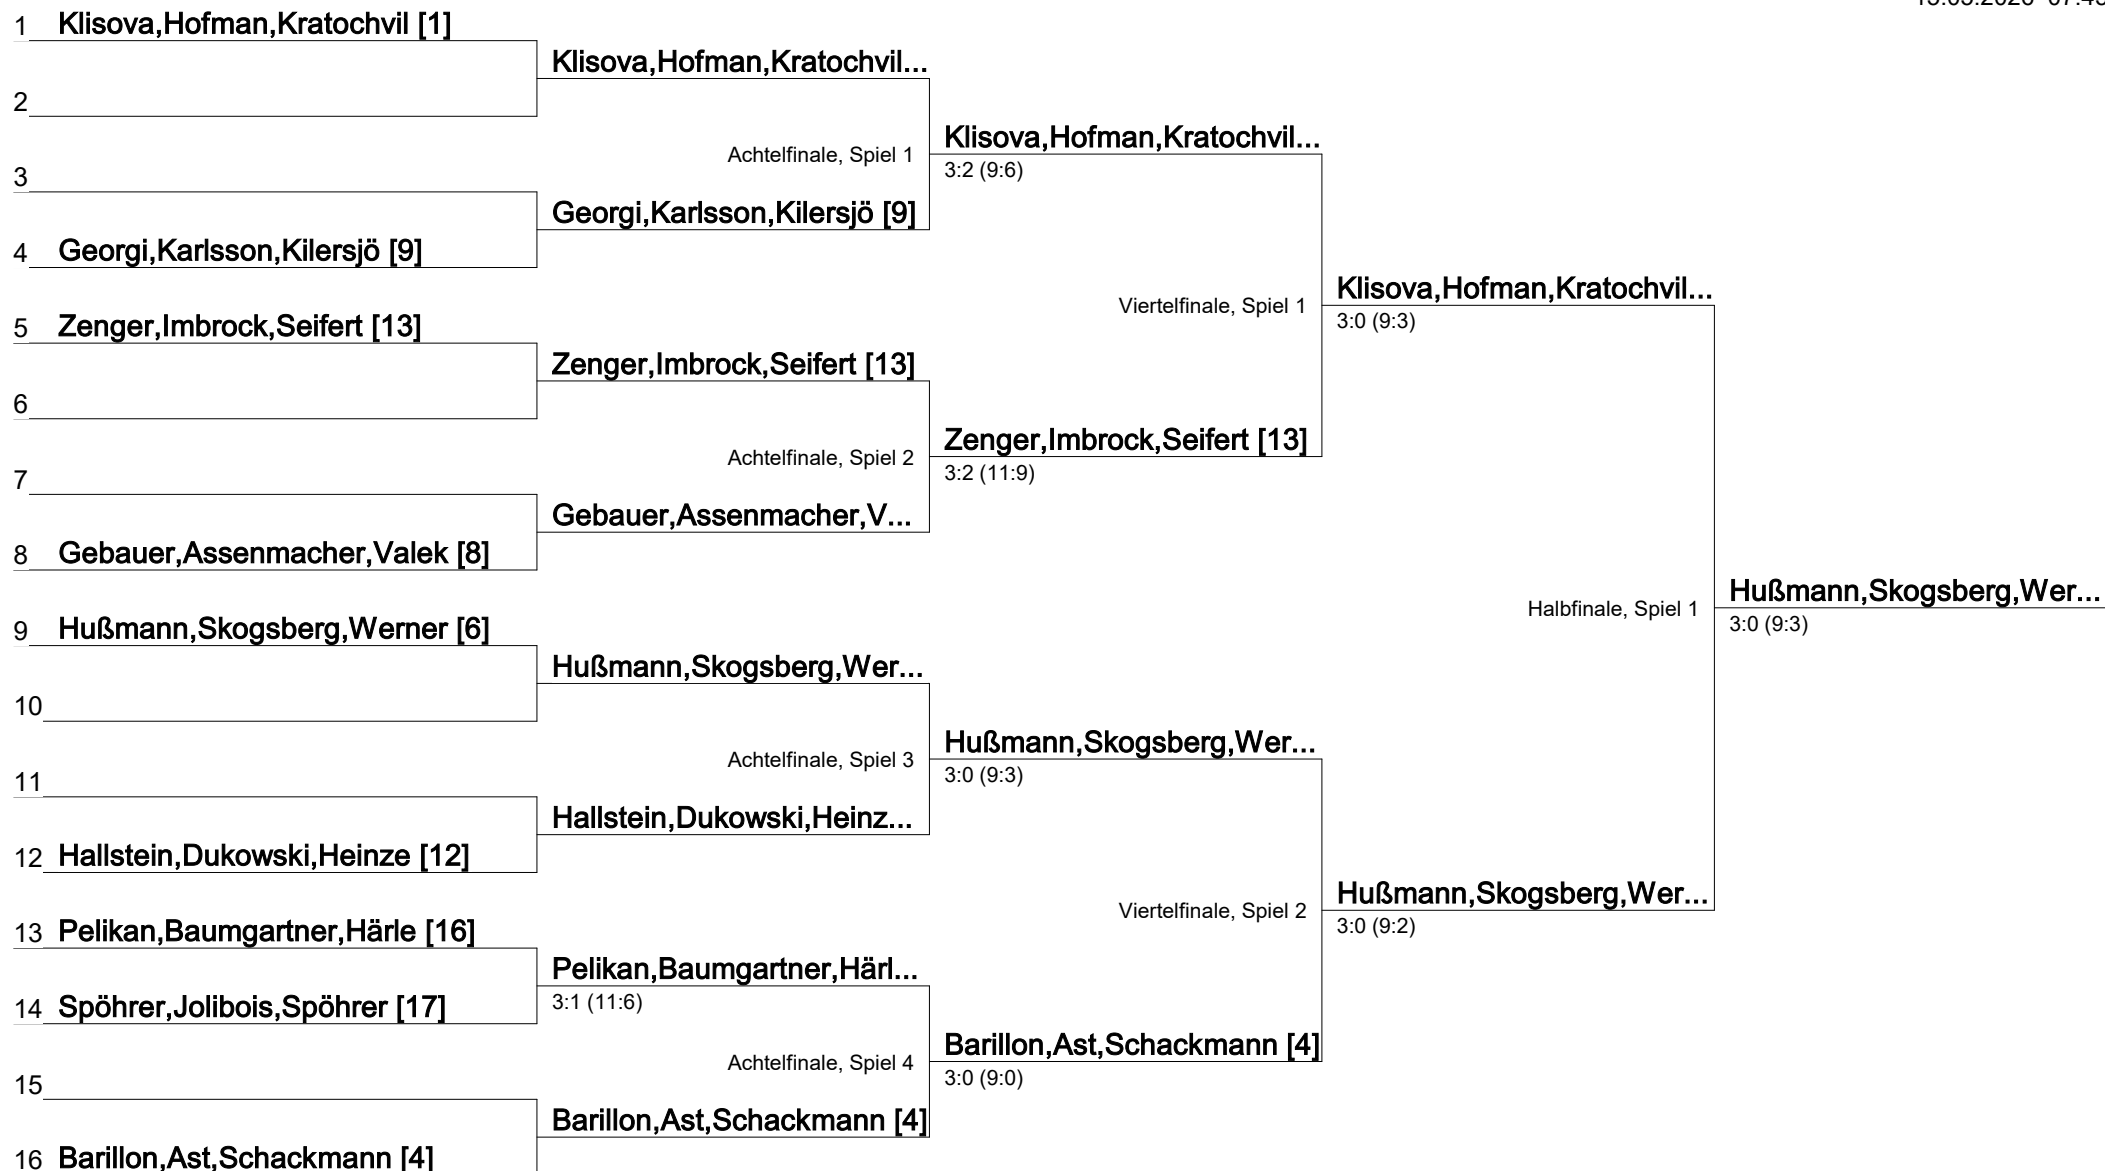 1 Klisova,Hofman,Kratochvil [1]
Klisova,Hofman,Kratochvil...
2
Klisova,Hofman,Kratochvil...
Achtelfinale, Spiel 1
3:2 (9:6)
3
Georgi,Karlsson,Kilersjö [9]
4 Georgi,Karlsson,Kilersjö [9]
Klisova,Hofman,Kratochvil...
Viertelfinale, Spiel 1
3:0 (9:3)
5 Zenger,Imbrock,Seifert [13]
Zenger,Imbrock,Seifert [13]
6
Zenger,Imbrock,Seifert [13]
Achtelfinale, Spiel 2
3:2 (11:9)
7
Gebauer,Assenmacher,V...
8 Gebauer,Assenmacher,Valek [8]
Hußmann,Skogsberg,Wer...
Halbfinale, Spiel 1
3:0 (9:3)
9 Hußmann,Skogsberg,Werner [6]
Hußmann,Skogsberg,Wer...
10
Hußmann,Skogsberg,Wer...
Achtelfinale, Spiel 3
3:0 (9:3)
11
Hallstein,Dukowski,Heinz...
12 Hallstein,Dukowski,Heinze [12]
Hußmann,Skogsberg,Wer...
Viertelfinale, Spiel 2
3:0 (9:2)
13 Pelikan,Baumgartner,Härle [16]
Pelikan,Baumgartner,Härl...
3:1 (11:6)
14 Spöhrer,Jolibois,Spöhrer [17]
Barillon,Ast,Schackmann [4]
Achtelfinale, Spiel 4
3:0 (9:0)
15
Barillon,Ast,Schackmann [4]
16 Barillon,Ast,Schackmann [4]